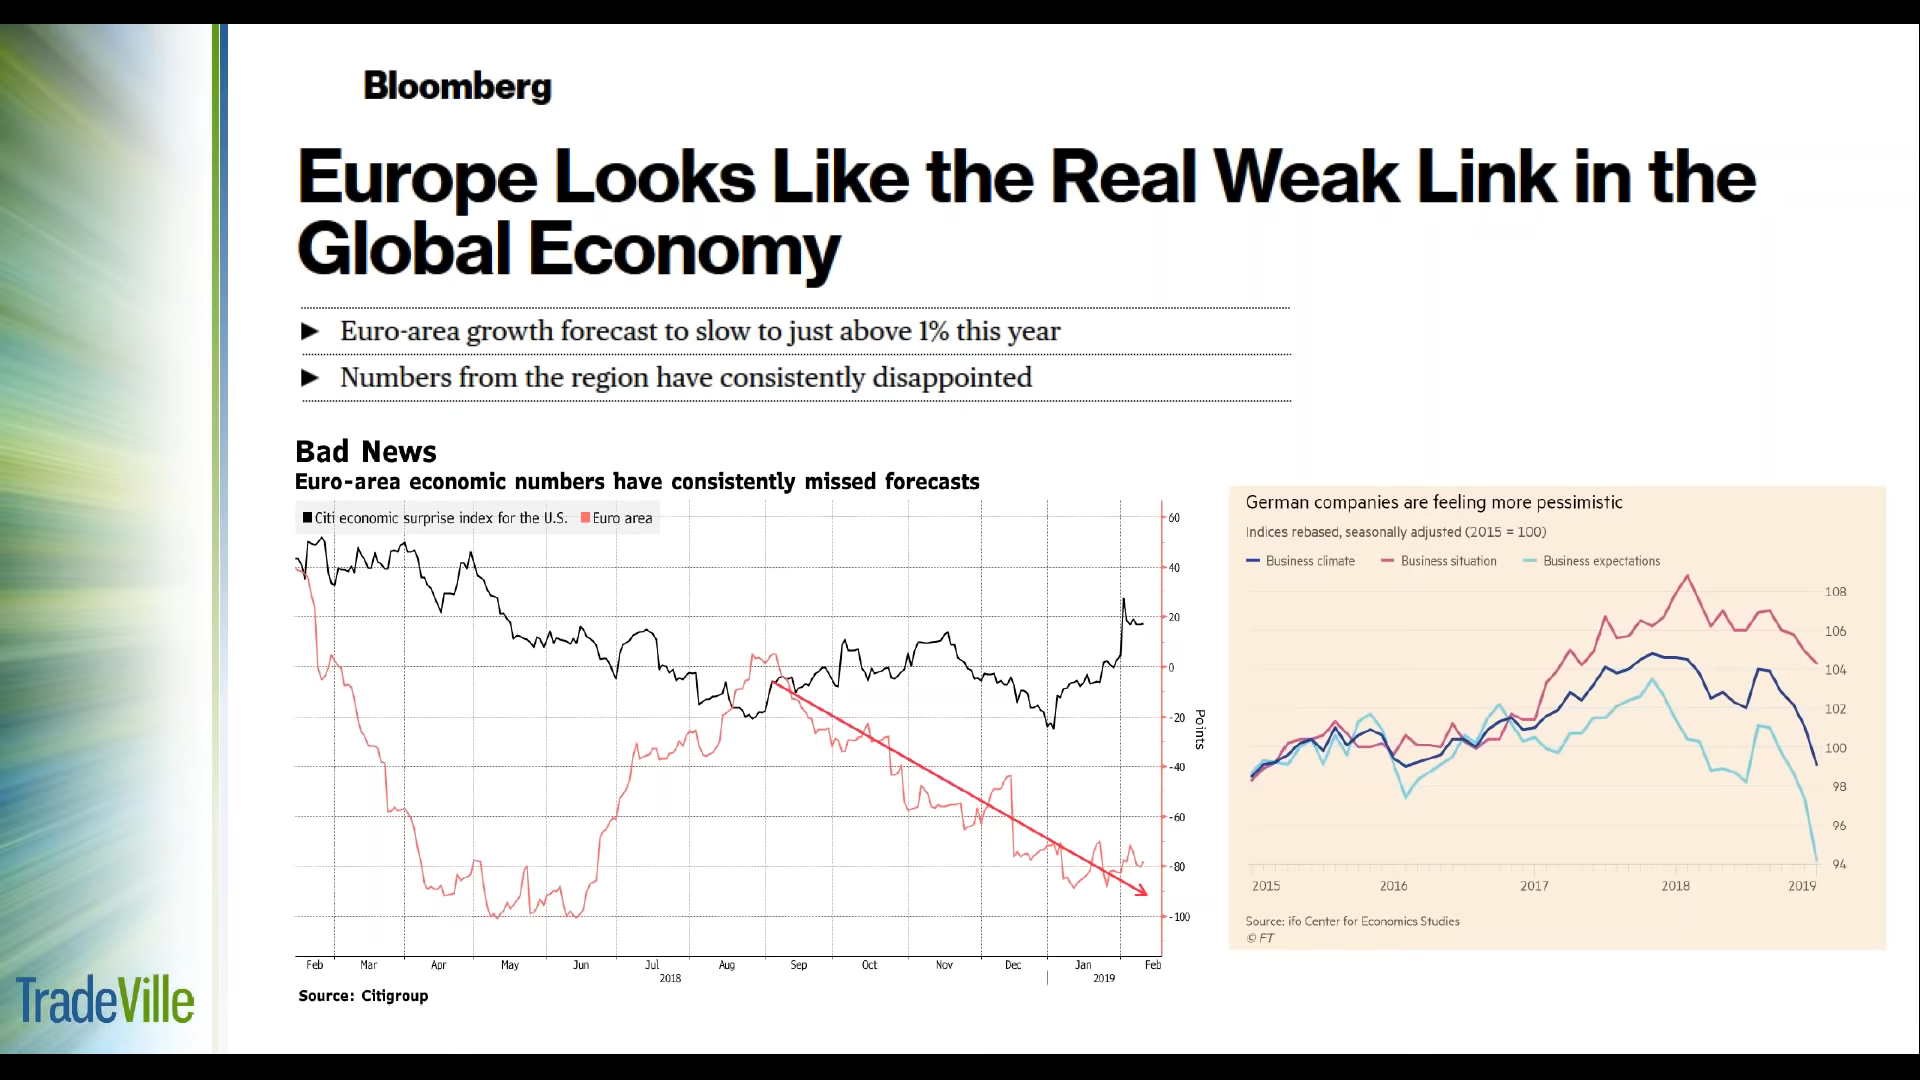 Bloomberg
Europe Looks Like the Real Weak Link in the
Global Economy
► Euro-area growth forecast to slow to just above 1% this year
► Numbers from the region have consistently disappointed
Bad News
Euro-area economic numbers have consistently missed forecasts
Citi economic surprise index for the U.S. Euro area
60
40
20
0
-20
-40
-60
-80
-100
Points
Feb Mar Apr May Jun Jul Aug Sep Oct Nov Dec Jan Feb
2018 2019
Source: Citigroup
German companies are feeling more pessimistic
Indices rebased, seasonally adjusted (2015 = 100)
Business climate Business situation Business expectations
108
106
104
102
100
98
96
94
2015 2016 2017 2018 2019
Source: ifo Center for Economics Studies
© FT
TradeVille